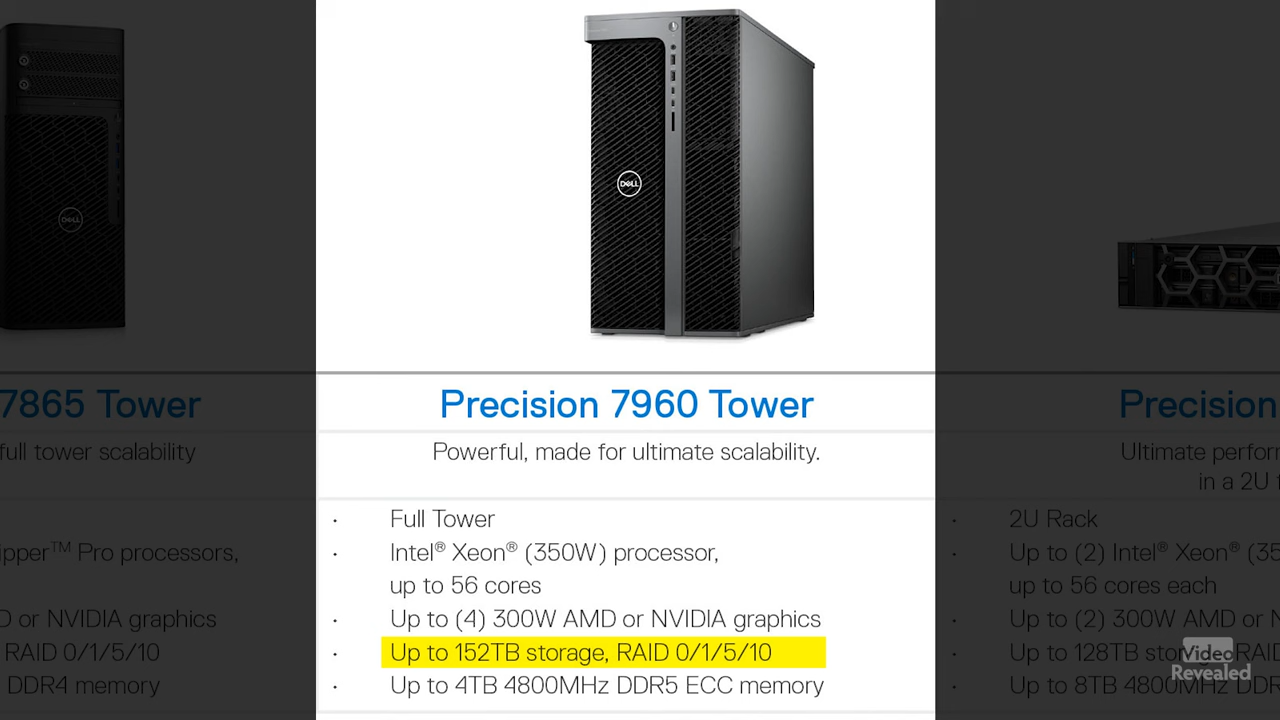 DELL
DELL
7865 Tower
full tower scalability
ipper™ Pro processors,
D or NVIDIA graphics
RAID 0/1/5/10
DDR4 memory
Precision 7960 Tower
Powerful, made for ultimate scalability.
· Full Tower
· Intel® Xeon® (350W) processor,
up to 56 cores
· Up to (4) 300W AMD or NVIDIA graphics
· Up to 152TB storage, RAID 0/1/5/10
· Up to 4TB 4800MHz DDR5 ECC memory
Precision
Ultimate perform
in a 2U f
· 2U Rack
· Up to (2) Intel® Xeon® (35
up to 56 cores each
· Up to (2) 300W AMD or N
· Up to 128TB storage, RAID
· Up to 8TB 4800MHz DDR5
Video
Revealed